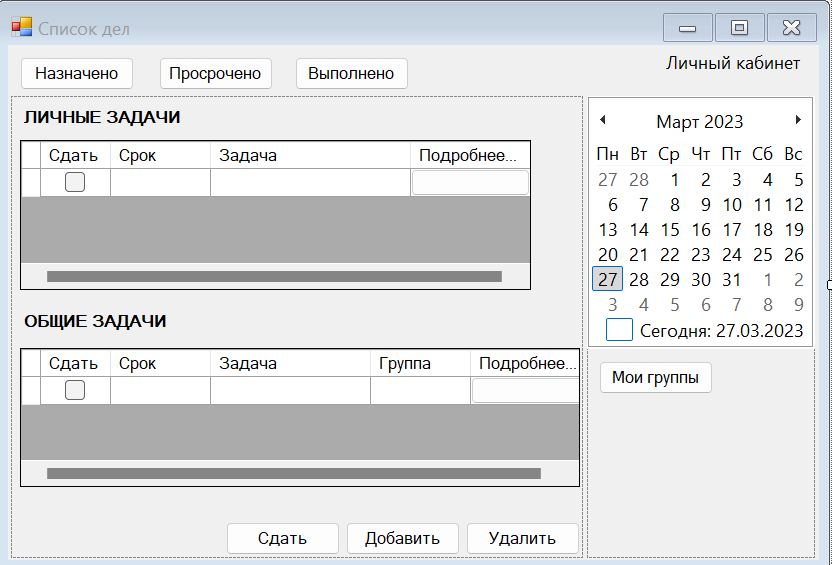 Список дел
Назначено Просрочено Выполнено Личный кабинет
ЛИЧНЫЕ ЗАДАЧИ
Сдать Срок Задача Подробнее...
ОБЩИЕ ЗАДАЧИ
Сдать Срок Задача Группа Подробнее...
Сдать Добавить Удалить
Март 2023
Пн Вт Ср Чт Пт Сб Вс
27 28 1 2 3 4 5
6 7 8 9 10 11 12
13 14 15 16 17 18 19
20 21 22 23 24 25 26
27 28 29 30 31 1 2
3 4 5 6 7 8 9
Сегодня: 27.03.2023
Мои группы